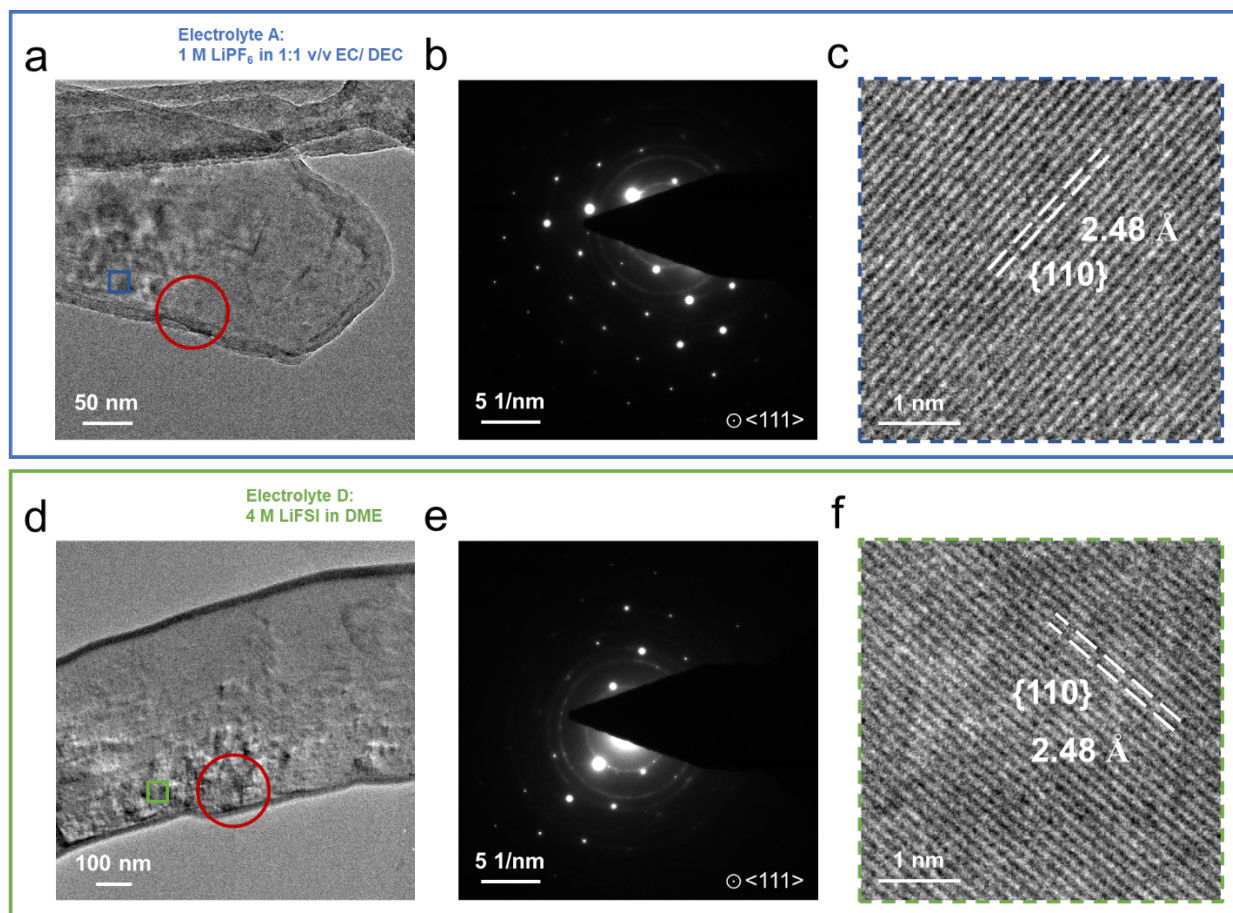 Electrolyte A:
1 M LiPF₆ in 1:1 v/v EC/ DEC
a
b
c
50 nm
5 1/nm
⊙<111>
2.48 Å
{110}
1 nm
Electrolyte D:
4 M LiFSI in DME
d
e
f
100 nm
5 1/nm
⊙<111>
{110}
2.48 Å
1 nm